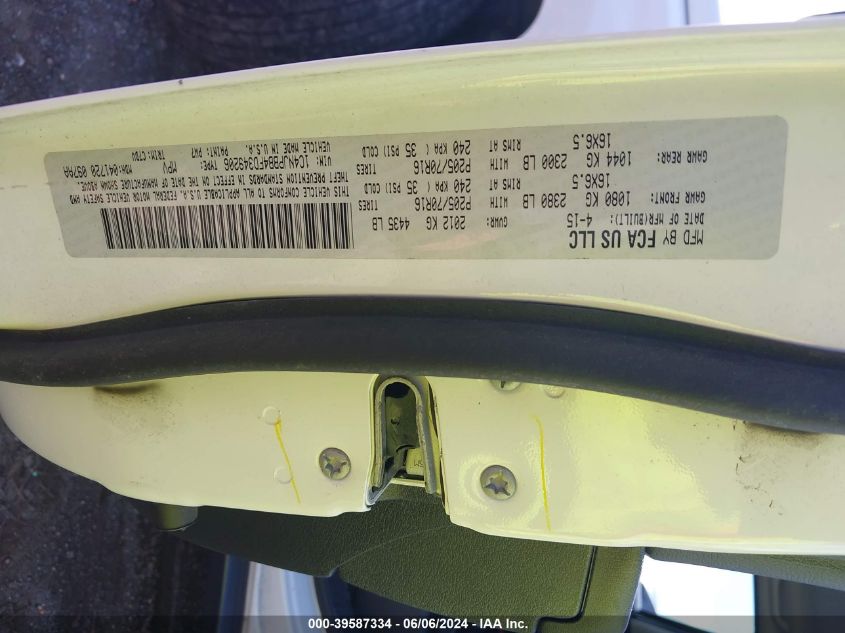 MFD BY FCA US LLC
DATE OF MFR(BUILT): 4-15 GVWR: 2012 KG 4435 LB
GAWR FRONT: 1080 KG 2380 LB WITH P205/70R16 TIRES
16X6.5 RIMS AT 240 KPA ( 35 PSI) COLD
GAWR REAR: 1044 KG 2300 LB WITH P205/70R16 TIRES
16X6.5 RIMS AT 240 KPA ( 35 PSI) COLD
THIS VEHICLE CONFORMS TO ALL APPLICABLE U.S.A. FEDERAL MOTOR VEHICLE SAFETY AND
THEFT PREVENTION STANDARDS IN EFFECT ON THE DATE OF MANUFACTURE SHOWN ABOVE.
VIN: 1C4NJPBB4FD349206 TYPE: MPV MDH:041720 097AA
VEHICLE MADE IN U.S.A. PAINT: PW7 TRIM:
000-39587334 - 06/06/2024 - IAA Inc.